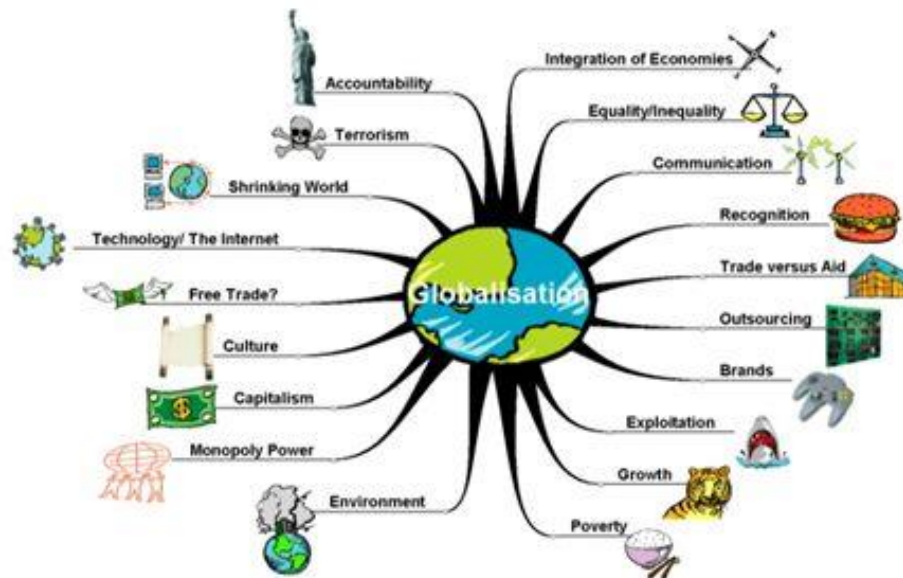 Globalisation
Integration of Economies
Equality/Inequality
Communication
Recognition
Trade versus Aid
Outsourcing
Brands
Exploitation
Growth
Poverty
Environment
Monopoly Power
Capitalism
Culture
Free Trade?
Technology/ The Internet
Shrinking World
Terrorism
Accountability